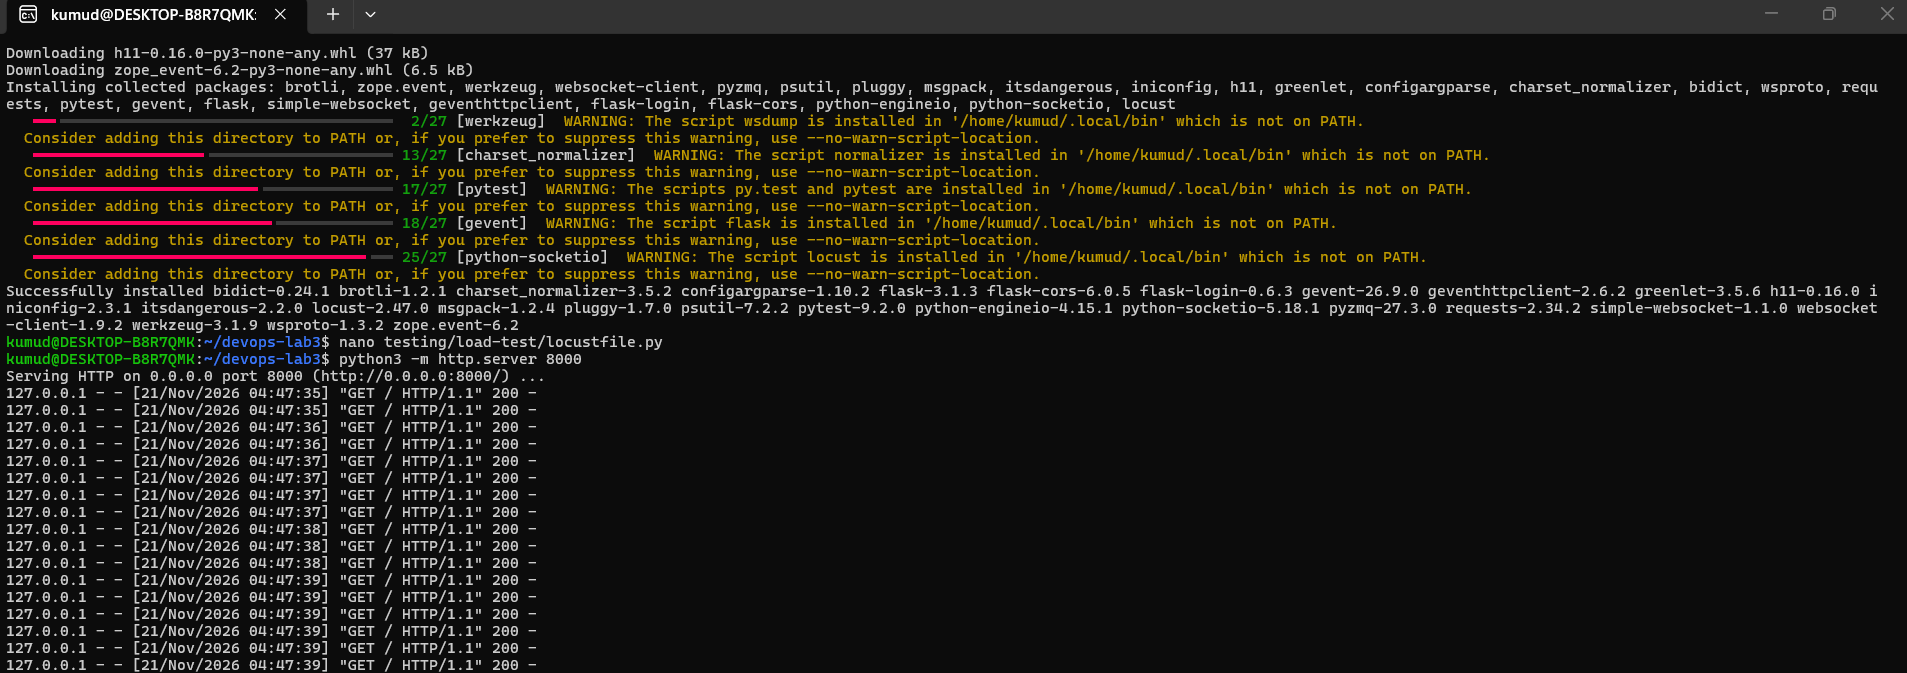 kumud@DESKTOP-B8R7QMK:
Downloading h11-0.16.0-py3-none-any.whl (37 kB)
Downloading zope_event-6.2-py3-none-any.whl (6.5 kB)
Installing collected packages: brotli, zope.event, werkzeug, websocket-client, pyzmq, psutil, pluggy, msgpack, itsdangerous, iniconfig, h11, greenlet, configargparse, charset_normalizer, bidict, wsproto, requ
ests, pytest, gevent, flask, simple-websocket, geventhttpclient, flask-login, flask-cors, python-engineio, python-socketio, locust
2/27 [werkzeug]  WARNING: The script wsdump is installed in '/home/kumud/.local/bin' which is not on PATH.
Consider adding this directory to PATH or, if you prefer to suppress this warning, use --no-warn-script-location.
13/27 [charset_normalizer]  WARNING: The script normalizer is installed in '/home/kumud/.local/bin' which is not on PATH.
Consider adding this directory to PATH or, if you prefer to suppress this warning, use --no-warn-script-location.
17/27 [pytest]  WARNING: The scripts py.test and pytest are installed in '/home/kumud/.local/bin' which is not on PATH.
Consider adding this directory to PATH or, if you prefer to suppress this warning, use --no-warn-script-location.
18/27 [gevent]  WARNING: The script flask is installed in '/home/kumud/.local/bin' which is not on PATH.
Consider adding this directory to PATH or, if you prefer to suppress this warning, use --no-warn-script-location.
25/27 [python-socketio]  WARNING: The script locust is installed in '/home/kumud/.local/bin' which is not on PATH.
Consider adding this directory to PATH or, if you prefer to suppress this warning, use --no-warn-script-location.
Successfully installed bidict-0.24.1 brotli-1.2.1 charset_normalizer-3.5.2 configargparse-1.10.2 flask-3.1.3 flask-cors-6.0.5 flask-login-0.6.3 gevent-26.9.0 geventhttpclient-2.6.2 greenlet-3.5.6 h11-0.16.0 i
niconfig-2.3.1 itsdangerous-2.2.0 locust-2.47.0 msgpack-1.2.4 pluggy-1.7.0 psutil-7.2.2 pytest-9.2.0 python-engineio-4.15.1 python-socketio-5.18.1 pyzmq-27.3.0 requests-2.34.2 simple-websocket-1.1.0 websocket
-client-1.9.2 werkzeug-3.1.9 wsproto-1.3.2 zope.event-6.2
kumud@DESKTOP-B8R7QMK:~/devops-lab3$ nano testing/load-test/locustfile.py
kumud@DESKTOP-B8R7QMK:~/devops-lab3$ python3 -m http.server 8000
Serving HTTP on 0.0.0.0 port 8000 (http://0.0.0.0:8000/) ...
127.0.0.1 - - [21/Nov/2026 04:47:35] "GET / HTTP/1.1" 200 -
127.0.0.1 - - [21/Nov/2026 04:47:35] "GET / HTTP/1.1" 200 -
127.0.0.1 - - [21/Nov/2026 04:47:36] "GET / HTTP/1.1" 200 -
127.0.0.1 - - [21/Nov/2026 04:47:36] "GET / HTTP/1.1" 200 -
127.0.0.1 - - [21/Nov/2026 04:47:37] "GET / HTTP/1.1" 200 -
127.0.0.1 - - [21/Nov/2026 04:47:37] "GET / HTTP/1.1" 200 -
127.0.0.1 - - [21/Nov/2026 04:47:37] "GET / HTTP/1.1" 200 -
127.0.0.1 - - [21/Nov/2026 04:47:37] "GET / HTTP/1.1" 200 -
127.0.0.1 - - [21/Nov/2026 04:47:38] "GET / HTTP/1.1" 200 -
127.0.0.1 - - [21/Nov/2026 04:47:38] "GET / HTTP/1.1" 200 -
127.0.0.1 - - [21/Nov/2026 04:47:38] "GET / HTTP/1.1" 200 -
127.0.0.1 - - [21/Nov/2026 04:47:39] "GET / HTTP/1.1" 200 -
127.0.0.1 - - [21/Nov/2026 04:47:39] "GET / HTTP/1.1" 200 -
127.0.0.1 - - [21/Nov/2026 04:47:39] "GET / HTTP/1.1" 200 -
127.0.0.1 - - [21/Nov/2026 04:47:39] "GET / HTTP/1.1" 200 -
127.0.0.1 - - [21/Nov/2026 04:47:39] "GET / HTTP/1.1" 200 -
127.0.0.1 - - [21/Nov/2026 04:47:39] "GET / HTTP/1.1" 200 -